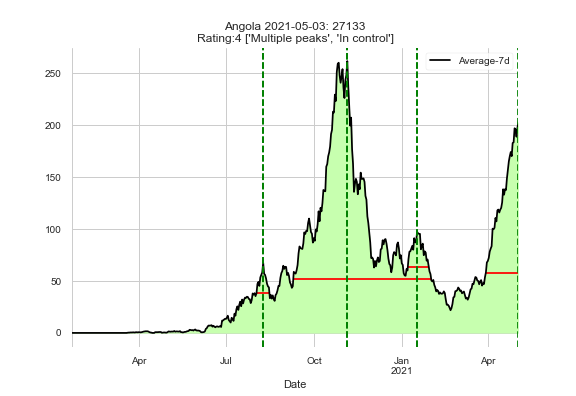 Angola 2021-05-03: 27133
Rating:4 ['Multiple peaks', 'In control']
Average-7d
250
200
150
100
50
0
Apr
Jul
Oct
Jan
2021
Apr
Date